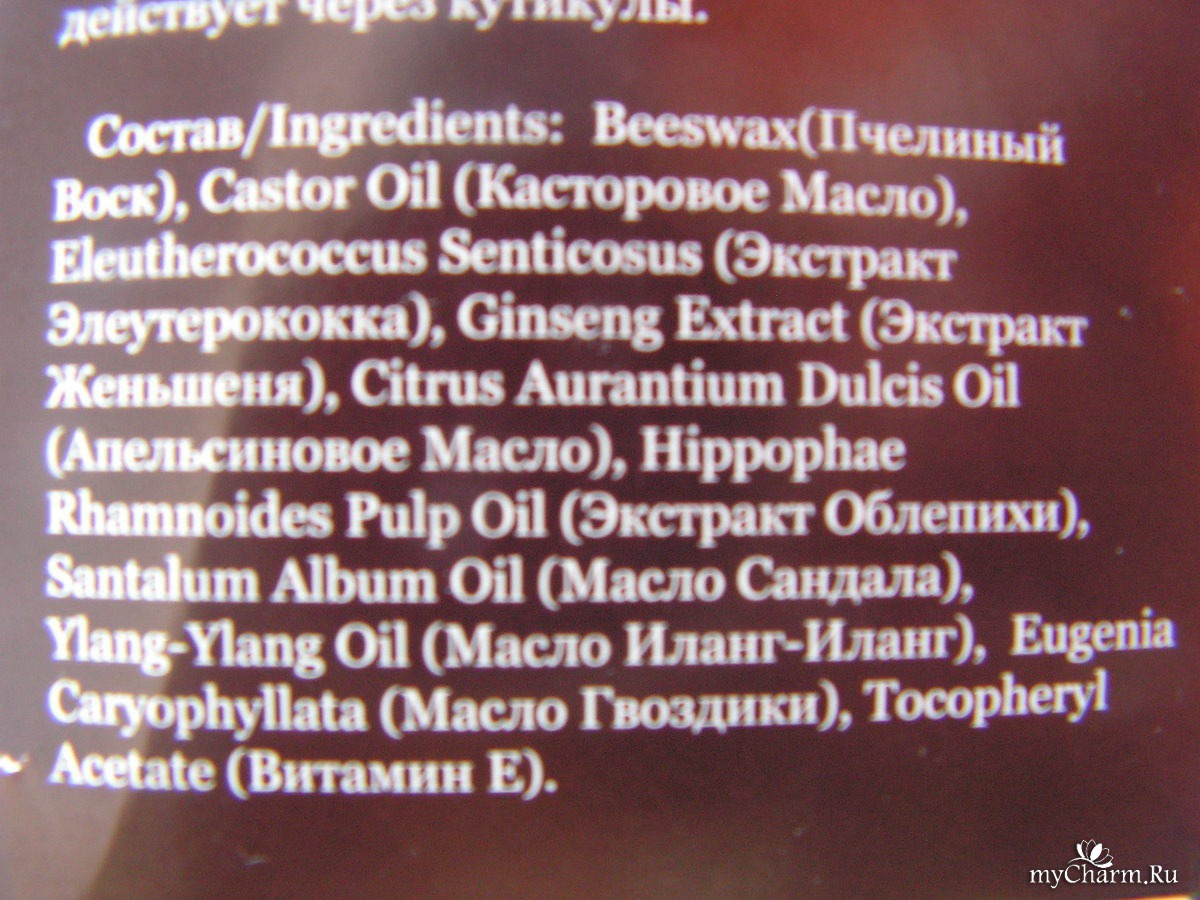 действует через кутикулы.
Состав/Ingredients: Beeswax(Пчелиный
Воск), Castor Oil (Касторовое Масло),
Eleutherococcus Senticosus (Экстракт
Элеутерококка), Ginseng Extract (Экстракт
Женьшеня), Citrus Aurantium Dulcis Oil
(Апельсиновое Масло), Hippophae
Rhamnoides Pulp Oil (Экстракт Облепихи),
Santalum Album Oil (Масло Сандала),
Ylang-Ylang Oil (Масло Иланг-Иланг), Eugenia
Caryophyllata (Масло Гвоздики), Tocopheryl
Acetate (Витамин Е).
myCharm.Ru